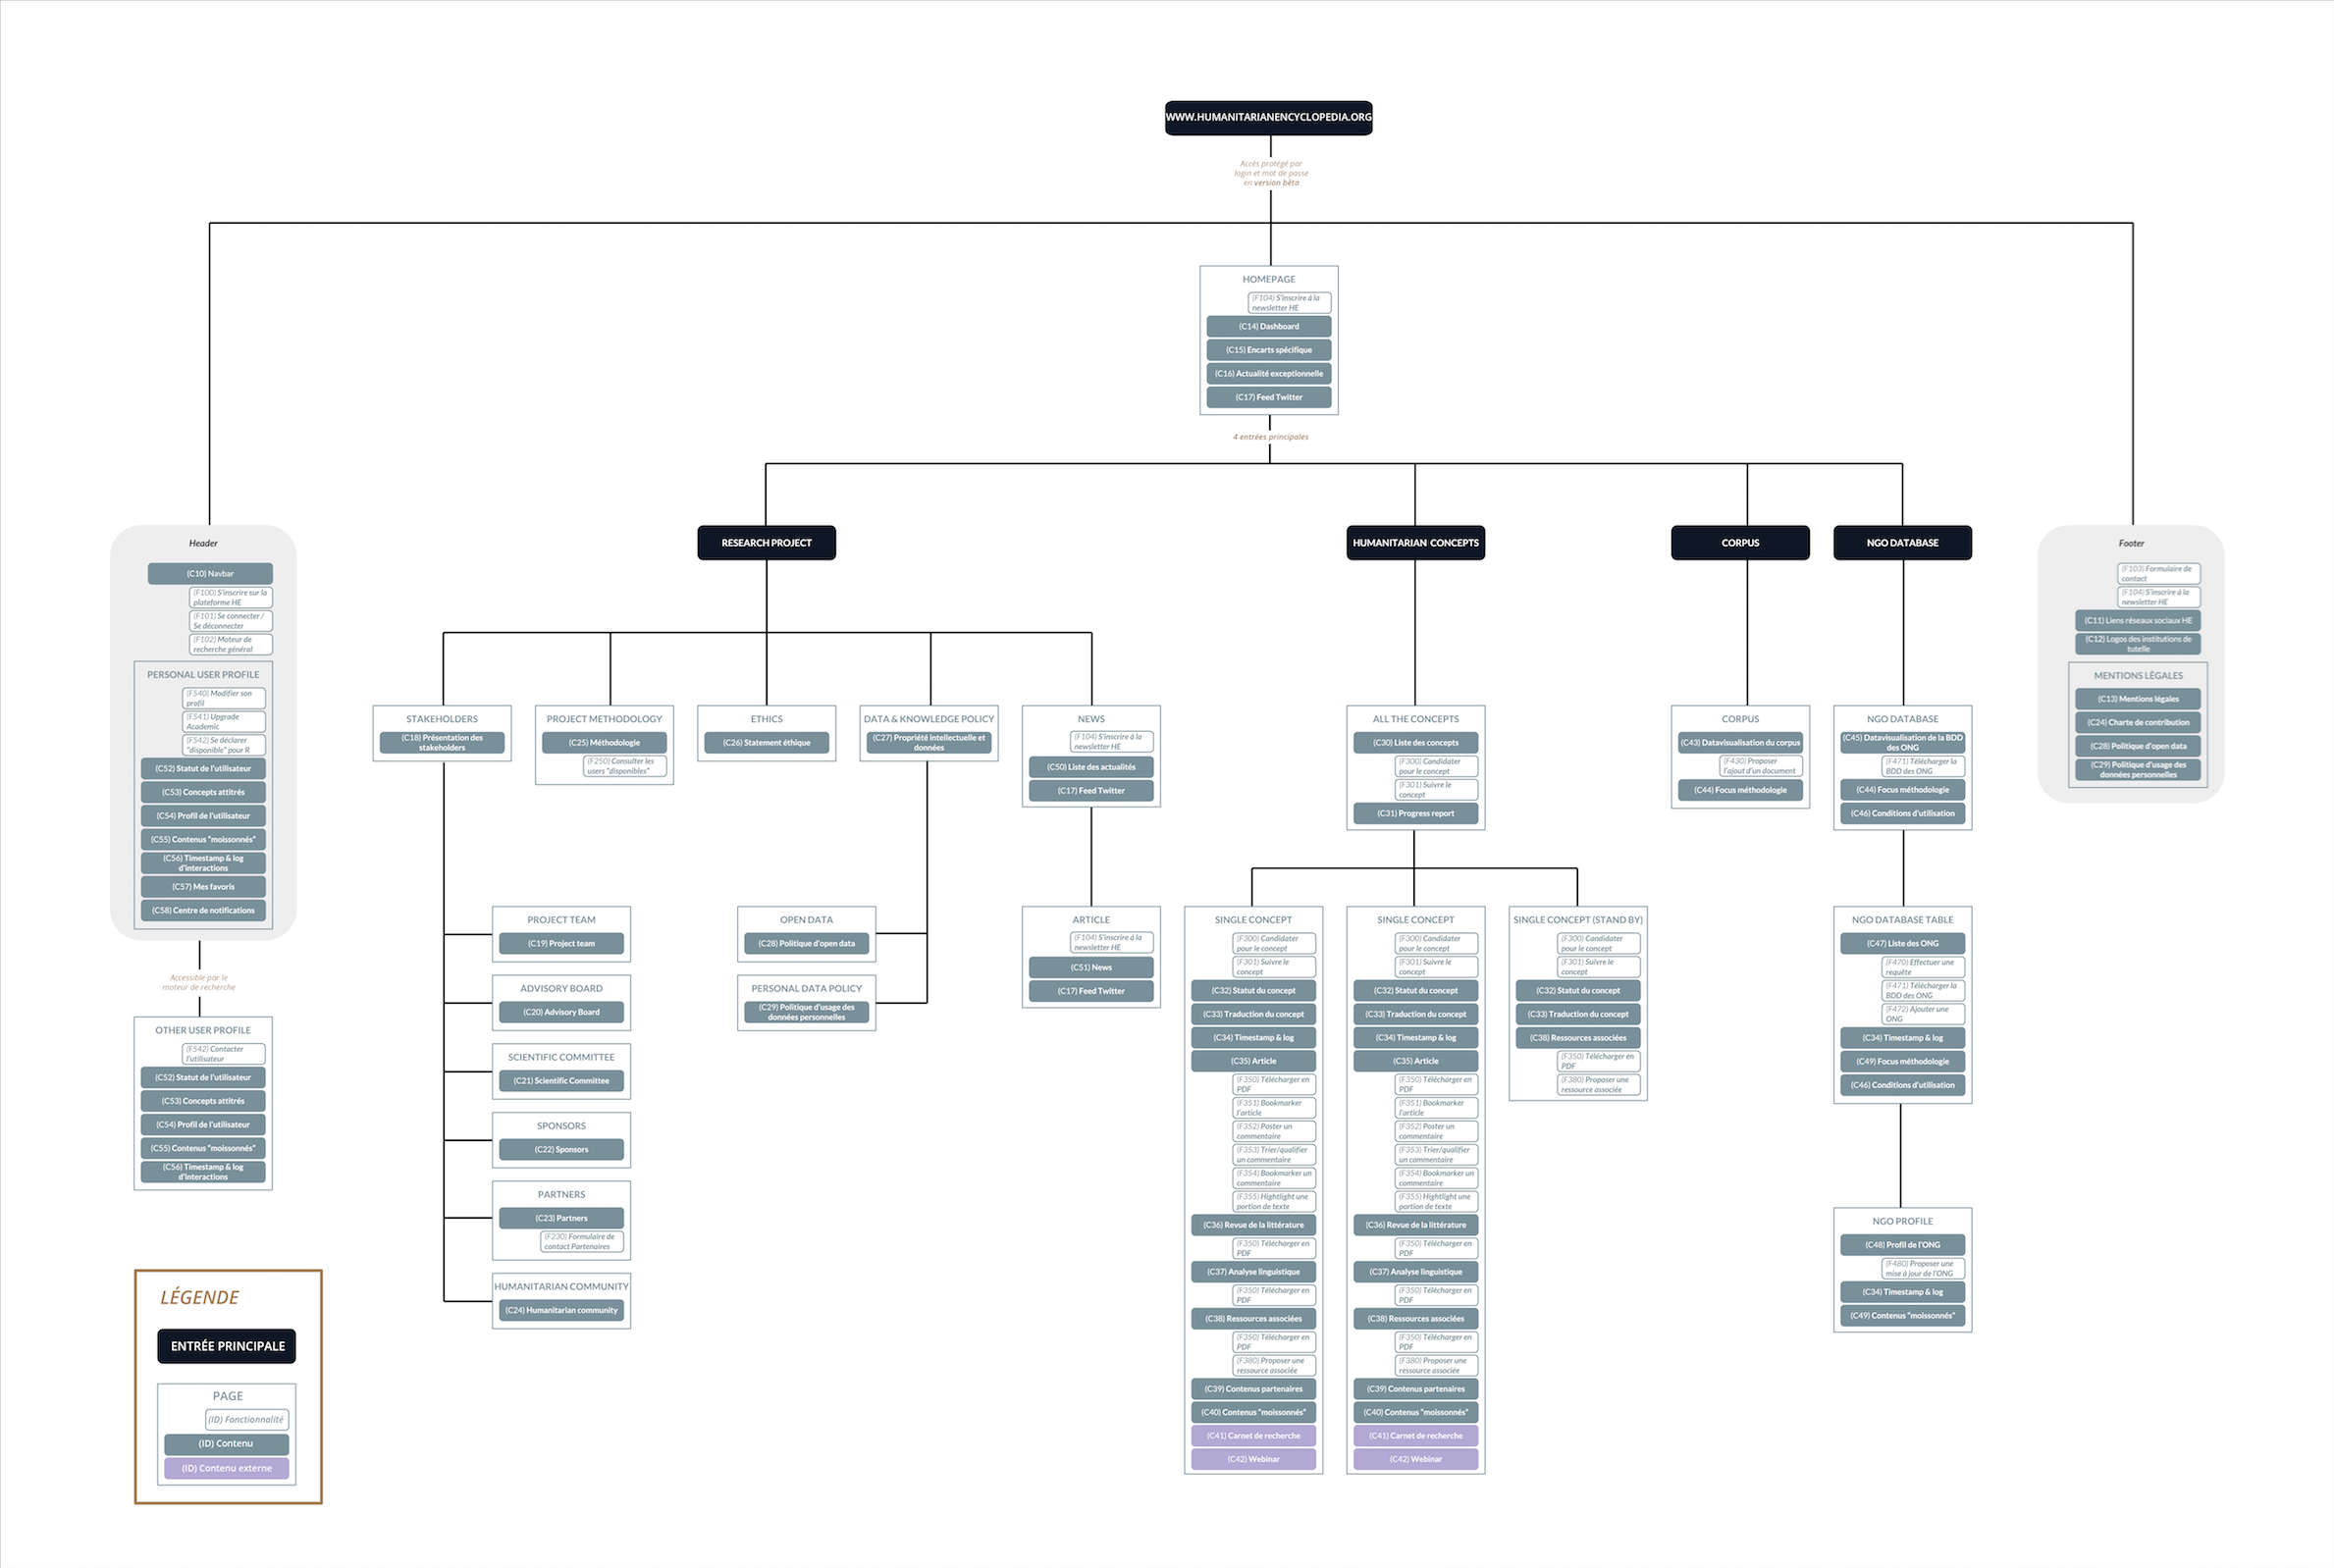 WWW.HUMANITARIANENCYCLOPEDIA.ORG
Accès protégé par
login et mot de passe
en version bêta
HOMEPAGE
(F104) S'inscrire à la
newsletter HE
(C14) Dashboard
(C15) Encarts spécifique
(C16) Actualité exceptionnelle
(C17) Feed Twitter
4 entrées principales
Header
(C10) Navbar
(F100) S'inscrire sur la
plateforme HE
(F101) Se connecter /
Se déconnecter
(F102) Moteur de
recherche général
PERSONAL USER PROFILE
(F540) Modifier son
profil
(F541) Upgrade
Academic
(F542) Se déclarer
"disponible" pour R
(C52) Statut de l'utilisateur
(C53) Concepts attitrés
(C54) Profil de l'utilisateur
(C55) Contenus "moissonnés"
(C56) Timestamp & log
d'interactions
(C57) Mes favoris
(C58) Centre de notifications
Accessible par le
moteur de recherche
OTHER USER PROFILE
(F542) Contacter
l'utilisateur
(C52) Statut de l'utilisateur
(C53) Concepts attitrés
(C54) Profil de l'utilisateur
(C55) Contenus "moissonnés"
(C56) Timestamp & log
d'interactions
LÉGENDE
ENTRÉE PRINCIPALE
PAGE
(ID) Fonctionnalité
(ID) Contenu
(ID) Contenu externe
RESEARCH PROJECT
STAKEHOLDERS
(C18) Présentation des
stakeholders
PROJECT TEAM
(C19) Project team
ADVISORY BOARD
(C20) Advisory Board
SCIENTIFIC COMMITTEE
(C21) Scientific Committee
SPONSORS
(C22) Sponsors
PARTNERS
(C23) Partners
(F230) Formulaire de
contact Partenaires
HUMANITARIAN COMMUNITY
(C24) Humanitarian community
PROJECT METHODOLOGY
(C25) Méthodologie
(F250) Consulter les
users "disponibles"
ETHICS
(C26) Statement éthique
DATA & KNOWLEDGE POLICY
(C27) Propriété intellectuelle et
données
OPEN DATA
(C28) Politique d'open data
PERSONAL DATA POLICY
(C29) Politique d'usage des
données personnelles
NEWS
(F104) S'inscrire à la
newsletter HE
(C50) Liste des actualités
(C17) Feed Twitter
ARTICLE
(F104) S'inscrire à la
newsletter HE
(C51) News
(C17) Feed Twitter
HUMANITARIAN CONCEPTS
ALL THE CONCEPTS
(C30) Liste des concepts
(F300) Candidater
pour le concept
(F301) Suivre le
concept
(C31) Progress report
SINGLE CONCEPT
(F300) Candidater
pour le concept
(F301) Suivre le
concept
(C32) Statut du concept
(C33) Traduction du concept
(C34) Timestamp & log
(C35) Article
(F350) Télécharger en
PDF
(F351) Bookmarker
l'article
(F352) Poster un
commentaire
(F353) Trier/qualifier
un commentaire
(F354) Bookmarker un
commentaire
(F355) Hightlight une
portion de texte
(C36) Revue de la littérature
(F350) Télécharger en
PDF
(C37) Analyse linguistique
(F350) Télécharger en
PDF
(C38) Ressources associées
(F350) Télécharger en
PDF
(F380) Proposer une
ressource associée
(C39) Contenus partenaires
(C40) Contenus "moissonnés"
(C41) Carnet de recherche
(C42) Webinar
SINGLE CONCEPT
(F300) Candidater
pour le concept
(F301) Suivre le
concept
(C32) Statut du concept
(C33) Traduction du concept
(C34) Timestamp & log
(C35) Article
(F350) Télécharger en
PDF
(F351) Bookmarker
l'article
(F352) Poster un
commentaire
(F353) Trier/qualifier
un commentaire
(F354) Bookmarker un
commentaire
(F355) Hightlight une
portion de texte
(C36) Revue de la littérature
(F350) Télécharger en
PDF
(C37) Analyse linguistique
(F350) Télécharger en
PDF
(C38) Ressources associées
(F350) Télécharger en
PDF
(F380) Proposer une
ressource associée
(C39) Contenus partenaires
(C40) Contenus "moissonnés"
(C41) Carnet de recherche
(C42) Webinar
SINGLE CONCEPT (STAND BY)
(F300) Candidater
pour le concept
(F301) Suivre le
concept
(C32) Statut du concept
(C33) Traduction du concept
(C38) Ressources associées
(F350) Télécharger en
PDF
(F380) Proposer une
ressource associée
CORPUS
CORPUS
(C43) Datavisualisation du corpus
(F430) Proposer
l'ajout d'un document
(C44) Focus méthodologie
NGO DATABASE
NGO DATABASE
(C45) Datavisualisation de la BDD
des ONG
(F471) Télécharger la
BDD des ONG
(C44) Focus méthodologie
(C46) Conditions d'utilisation
NGO DATABASE TABLE
(C47) Liste des ONG
(F470) Effectuer une
requête
(F471) Télécharger la
BDD des ONG
(F472) Ajouter une
ONG
(C34) Timestamp & log
(C49) Focus méthodologie
(C46) Conditions d'utilisation
NGO PROFILE
(C48) Profil de l'ONG
(F480) Proposer une
mise à jour de l'ONG
(C34) Timestamp & log
(C49) Contenus "moissonnés"
Footer
(F103) Formulaire de
contact
(F104) S'inscrire à la
newsletter HE
(C11) Liens réseaux sociaux HE
(C12) Logos des institutions de
tutelle
MENTIONS LÉGALES
(C13) Mentions légales
(C24) Charte de contribution
(C28) Politique d'open data
(C29) Politique d'usage des
données personnelles